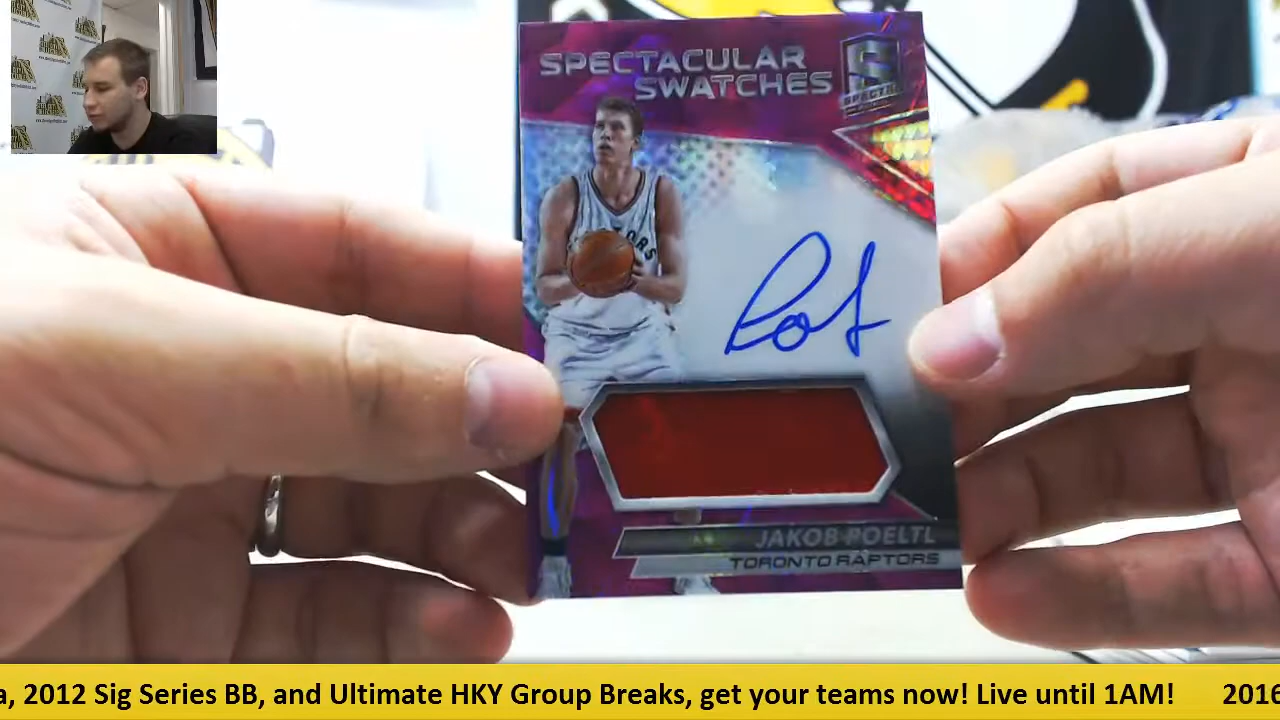 SPECTACULAR
SWATCHES
S
SPECTRA
JAKOB POELTL
TORONTO RAPTORS
a, 2012 Sig Series BB, and Ultimate HKY Group Breaks, get your teams now! Live until 1AM! 2016